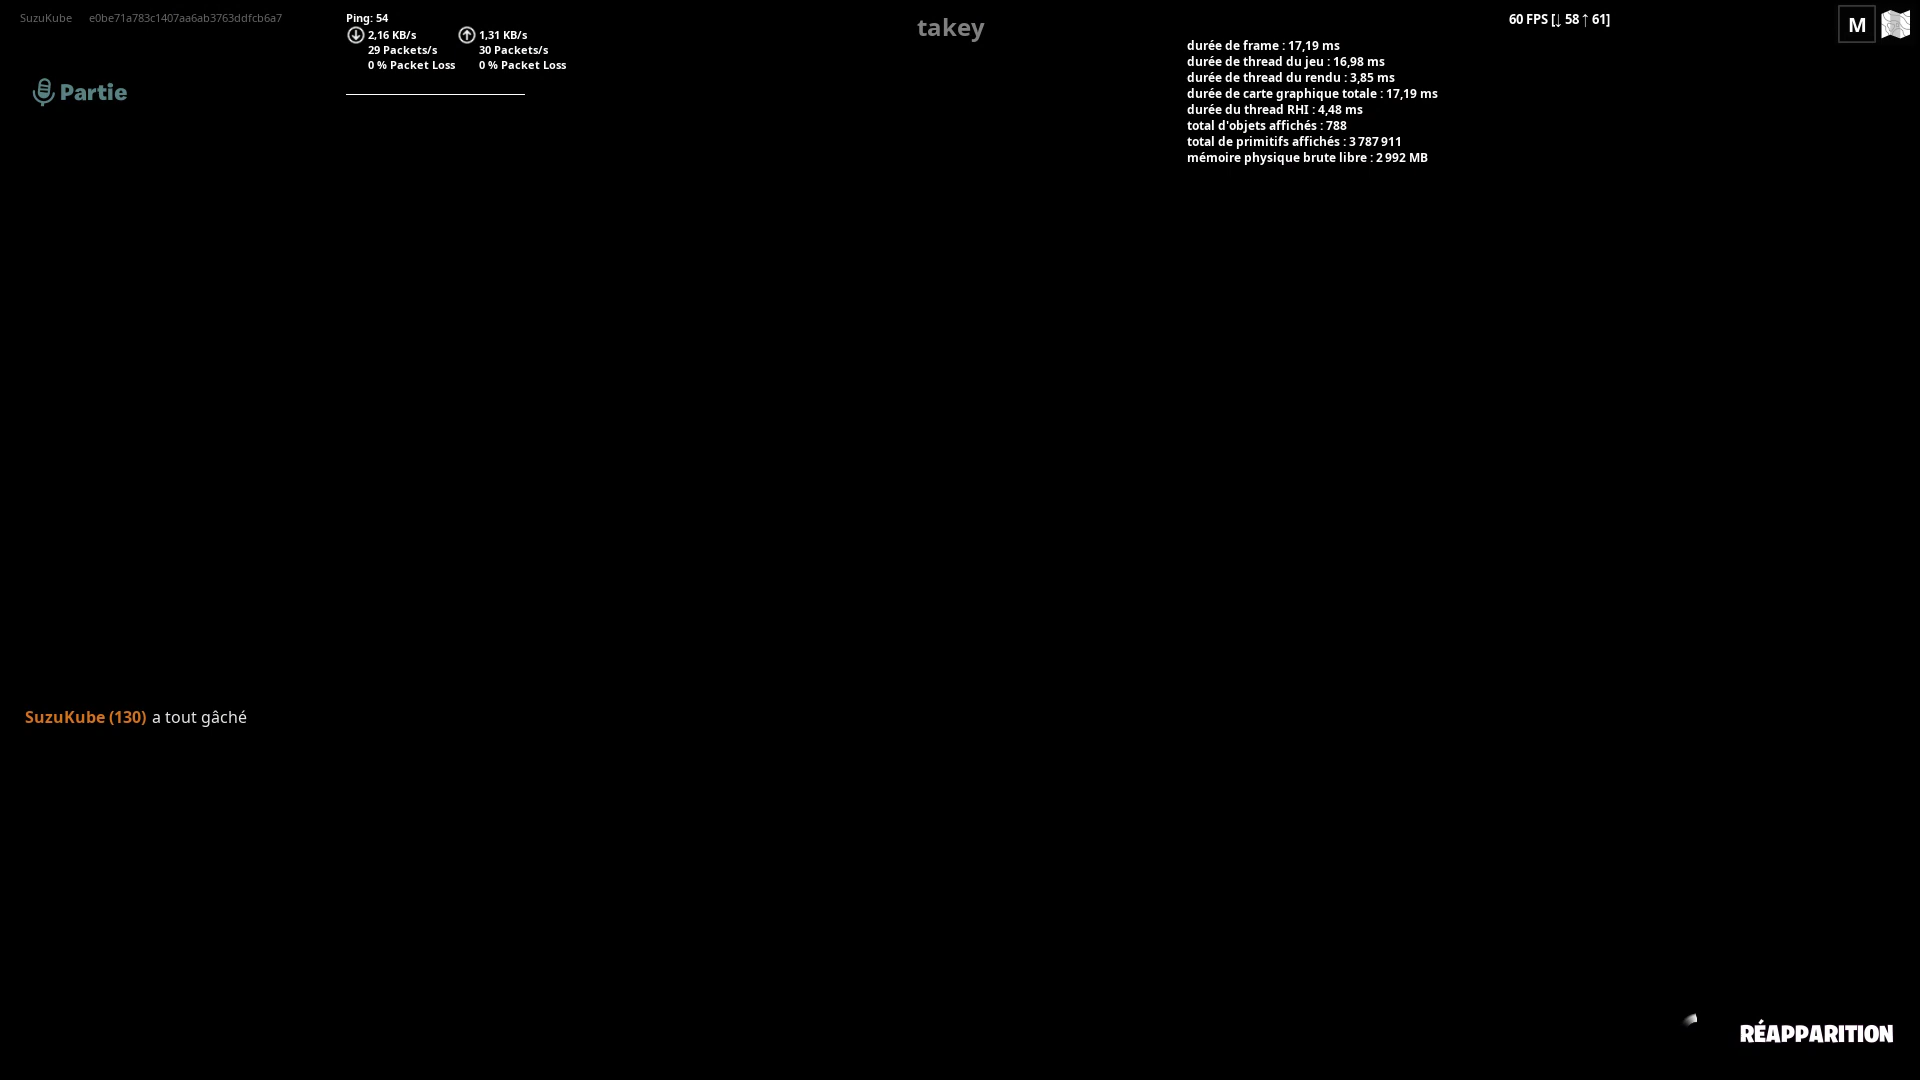 SuzuKube e0be71a783c1407aa6ab3763ddfcb6a7
Ping: 54
2,16 KB/s 1,31 KB/s
29 Packets/s 30 Packets/s
0 % Packet Loss 0 % Packet Loss
takey
60 FPS [↓ 58 ↑ 61]
durée de frame : 17,19 ms
durée de thread du jeu : 16,98 ms
durée de thread du rendu : 3,85 ms
durée de carte graphique totale : 17,19 ms
durée du thread RHI : 4,48 ms
total d'objets affichés : 788
total de primitifs affichés : 3 787 911
mémoire physique brute libre : 2 992 MB
M
Partie
SuzuKube (130) a tout gâché
RÉAPPARITION